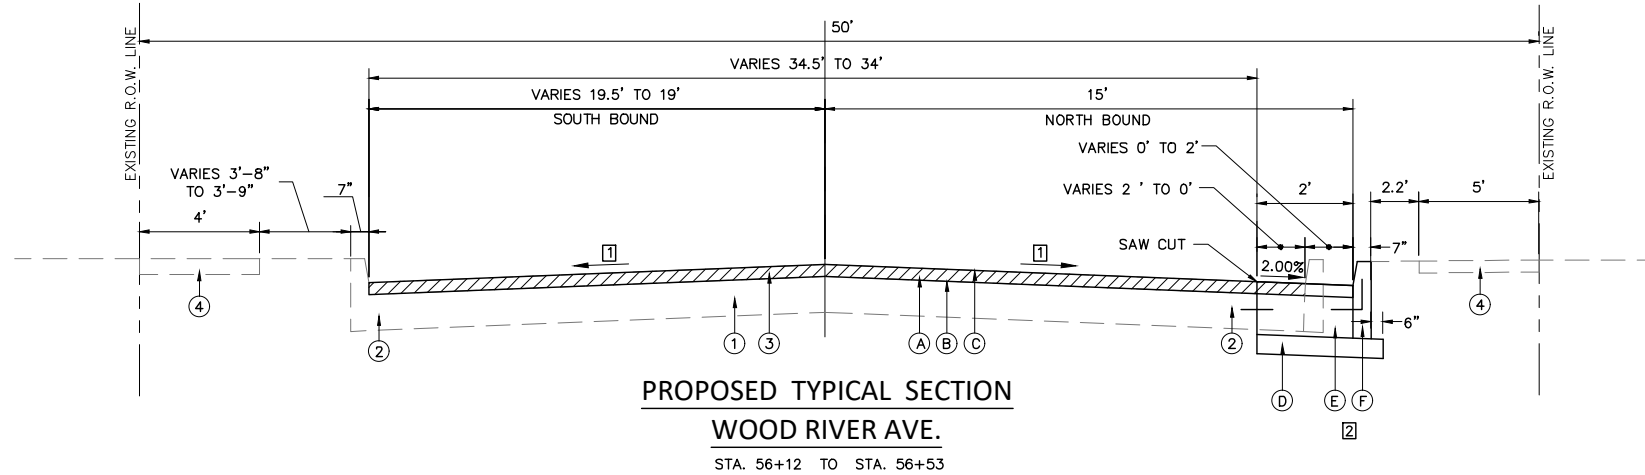 50'
VARIES 34.5' TO 34'
VARIES 19.5' TO 19'
15'
SOUTH BOUND
NORTH BOUND
EXISTING R.O.W. LINE
EXISTING R.O.W. LINE
VARIES 0' TO 2'
VARIES 3'-8"
TO 3'-9"
7"
VARIES 2 ' TO 0'
2'
2.2'
5'
4'
SAW CUT
7"
1
1
2.00%
4
4
6"
2
1
3
A
B
C
2
D
E
F
2
PROPOSED TYPICAL SECTION
WOOD RIVER AVE.
STA. 56+12 TO STA. 56+53